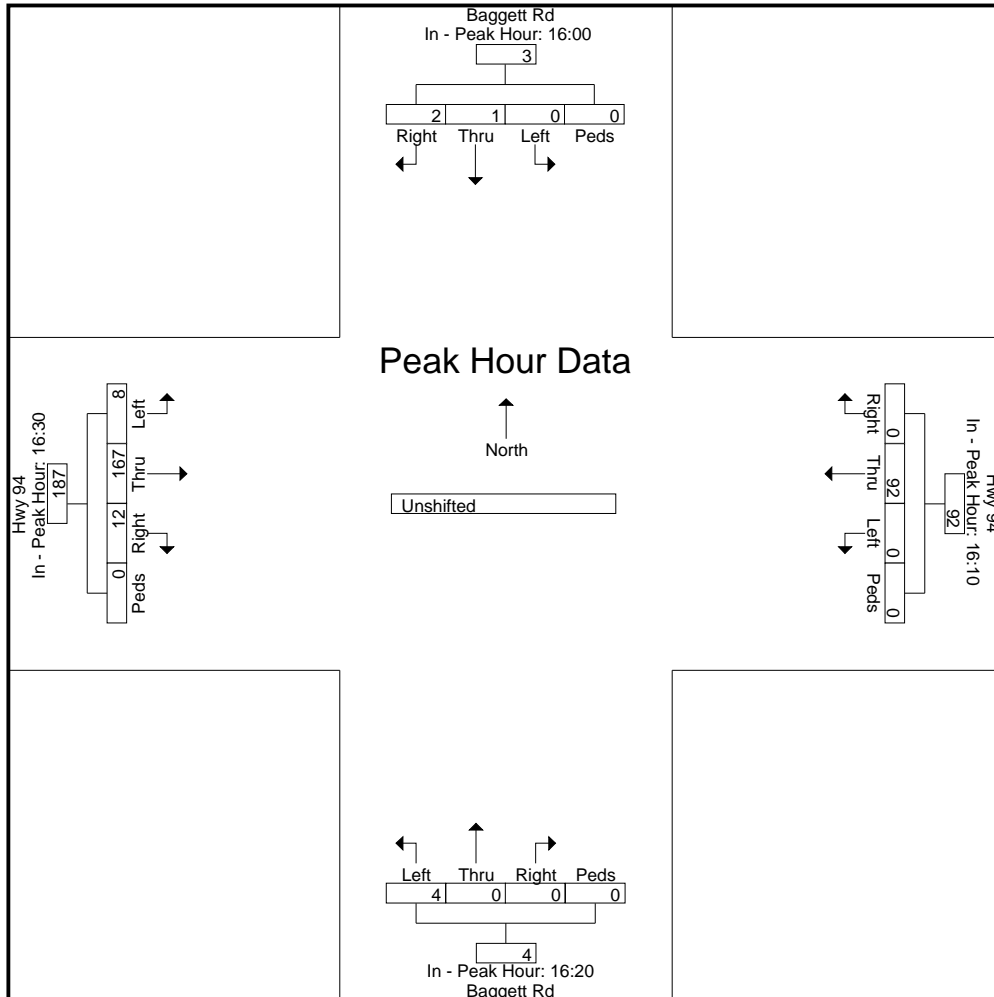 Baggett Rd
In - Peak Hour: 16:00
3
2 1 0 0
Right Thru Left Peds
Peak Hour Data
North
Unshifted
Hwy 94
In - Peak Hour: 16:30
187
8 167 12 0
Left Thru Right Peds
Right Thru Left Peds
0 92 0 0
92
In - Peak Hour: 16:10
Hwy 94
Left Thru Right Peds
4 0 0 0
4
In - Peak Hour: 16:20
Baggett Rd